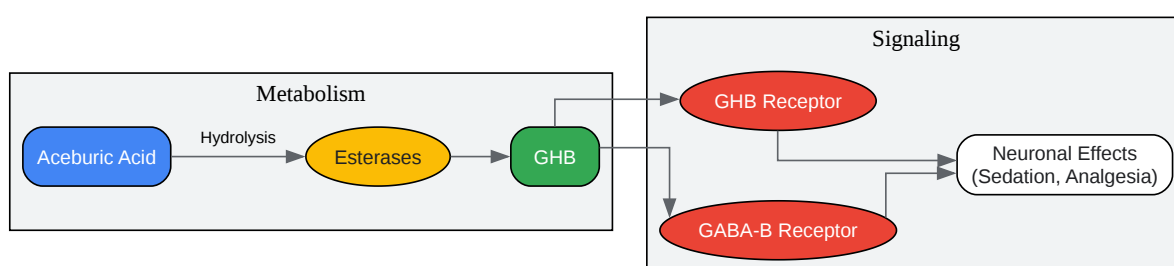 Metabolism
Aceburic Acid
Hydrolysis
Esterases
GHB
Signaling
GHB Receptor
GABA-B Receptor
Neuronal Effects
(Sedation, Analgesia)